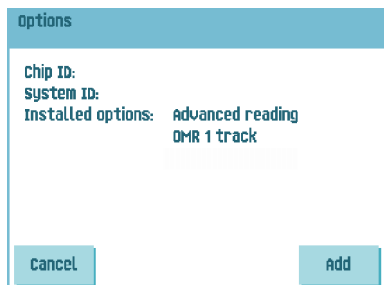 Options
Chip ID:
System ID:
Installed options: Advanced reading
OMR 1 track
Cancel Add